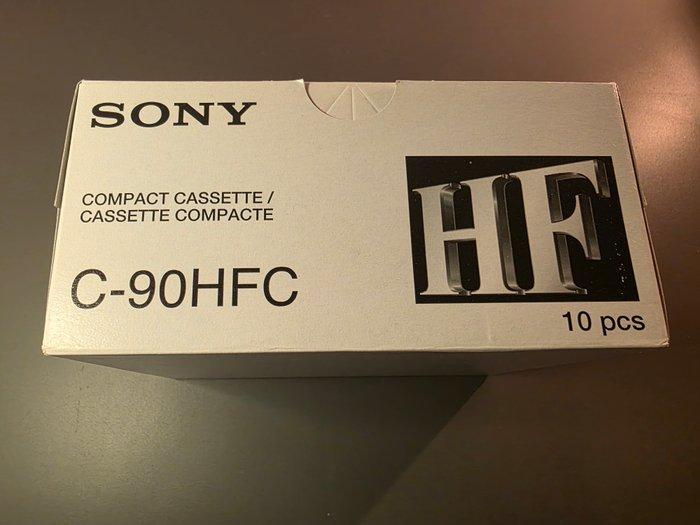 SONY
COMPACT CASSETTE /
CASSETTE COMPACTE
C-90HFC
HF
10 pcs